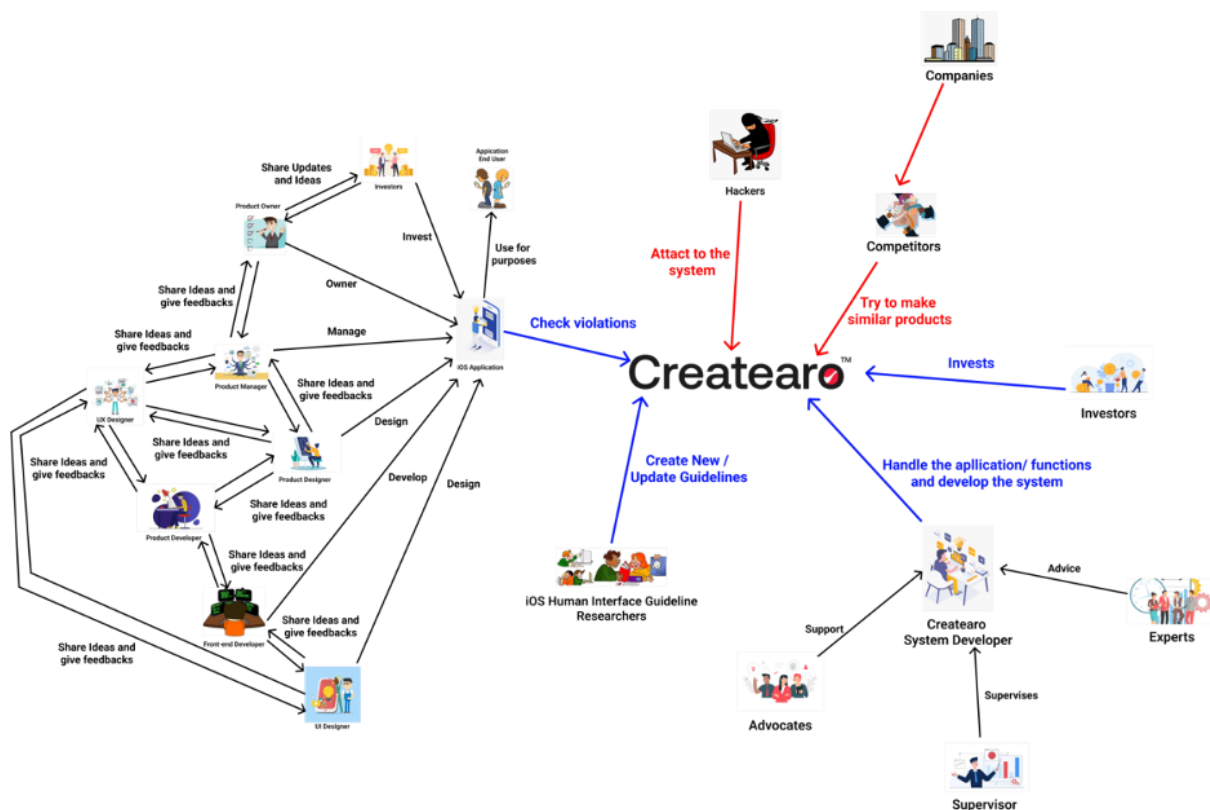 Companies
Hackers
Competitors
Attact to the
system
Try to make
similar products
Share Updates
and Ideas
Investors
Appication
End User
Product Owner
Invest
Use for
purposes
Share Ideas and
give feedbacks
Owner
Share Ideas and
give feedbacks
Manage
iOS Application
Check violations
Createaro™
Invests
Investors
Product Manager
UX Designer
Share Ideas and
give feedbacks
Share Ideas and
give feedbacks
Design
Product Designer
Share Ideas and
give feedbacks
Develop
Design
Create New /
Update Guidelines
Handle the apllication/ functions
and develop the system
Share Ideas and
give feedbacks
Product Developer
Share Ideas and
give feedbacks
iOS Human Interface Guideline
Researchers
Createaro
System Developer
Advice
Experts
Front-end Developer
Share Ideas and
give feedbacks
Share Ideas and
give feedbacks
Support
Advocates
Supervises
UI Designer
Supervisor